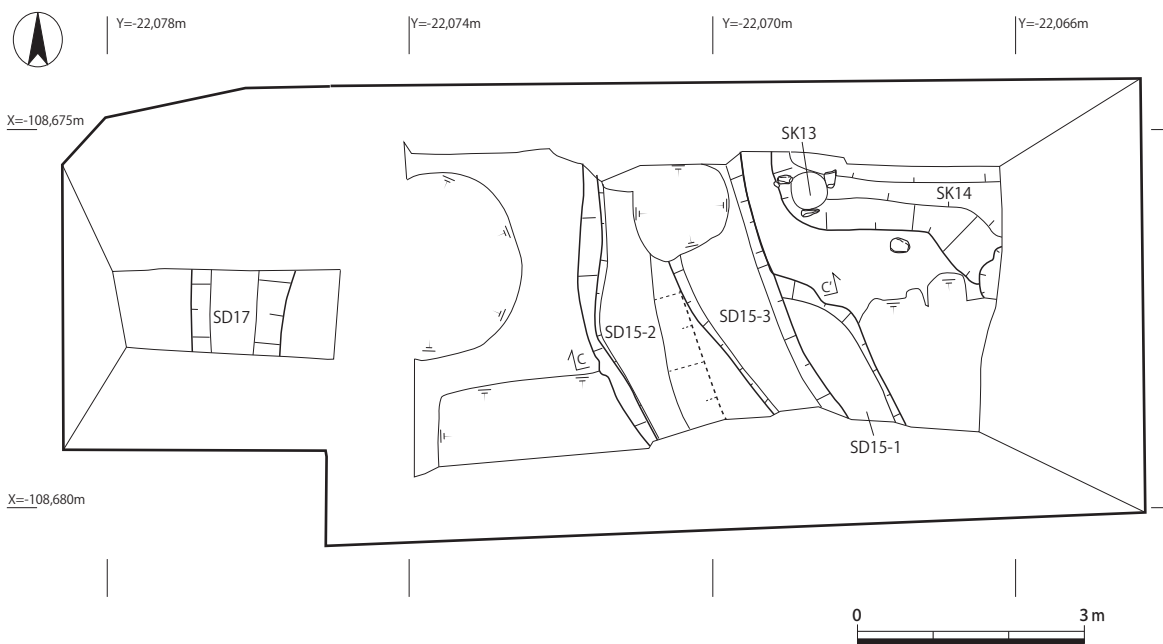 Y=-22,078m
Y=-22,074m
Y=-22,070m
Y=-22,066m
X=-108,675m
SK13
SK14
C'
SD17
SD15-2
SD15-3
C
SD15-1
X=-108,680m
0
3 m